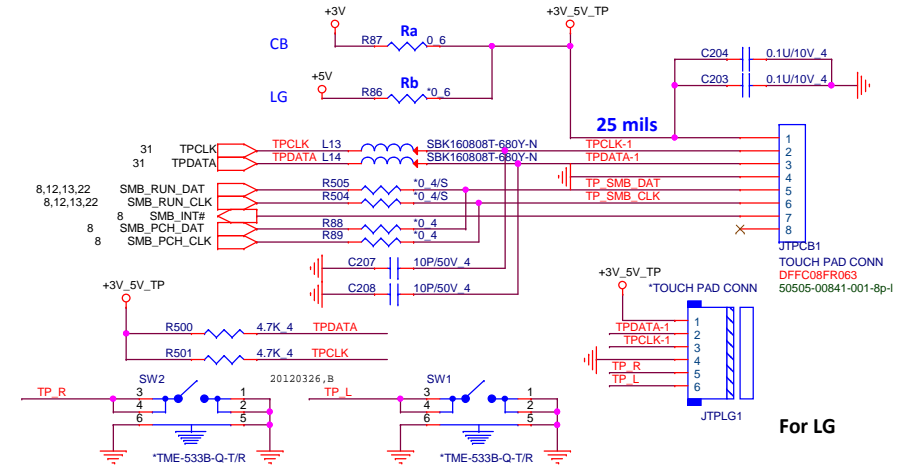 +3V
+3V_5V_TP
CB
R87
Ra
0_6
C204
0.1U/10V_4
+5V
C203
0.1U/10V_4
LG
R86
Rb
*0_6
25 mils
31
TPCLK
TPCLK
L13
SBK160808T-680Y-N
TPCLK-1
31
TPDATA
TPDATA
L14
SBK160808T-680Y-N
TPDATA-1
1
2
3
4
5
6
7
8
8,12,13,22
SMB_RUN_DAT
R505
*0_4/S
TP_SMB_DAT
8,12,13,22
SMB_RUN_CLK
R504
*0_4/S
TP_SMB_CLK
8
SMB_INT#
8
SMB_PCH_DAT
R88
*0_4
8
SMB_PCH_CLK
R89
*0_4
JTPCB1
TOUCH PAD CONN
DFFC08FR063
50505-00841-001-8p-l
C207
10P/50V_4
C208
10P/50V_4
+3V_5V_TP
*TOUCH PAD CONN
+3V_5V_TP
R500
4.7K_4
TPDATA
R501
4.7K_4
TPCLK
TPDATA-1
TPCLK-1
TP_R
TP_L
1
2
3
4
5
6
JTPLG1
For LG
20120326,B
TP_R
SW2
3
4
6
1
2
5
*TME-533B-Q-T/R
TP_L
SW1
3
4
6
1
2
5
*TME-533B-Q-T/R